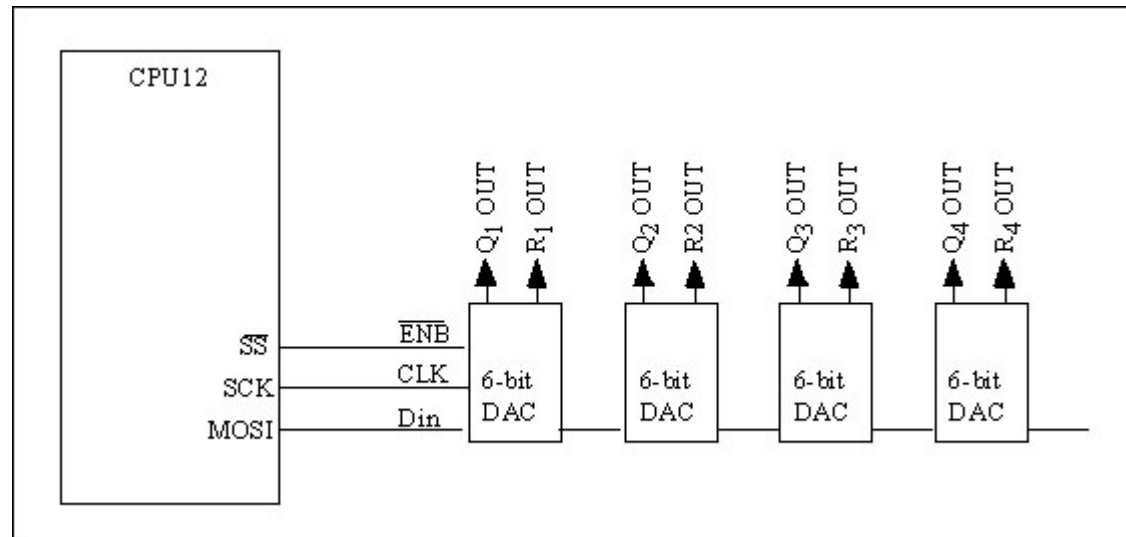 CPU12
Q1 OUT
R1 OUT
Q2 OUT
R2 OUT
Q3 OUT
R3 OUT
Q4 OUT
R4 OUT
SS
ENB
SCK
CLK
MOSI
Din
6-bit
DAC
6-bit
DAC
6-bit
DAC
6-bit
DAC